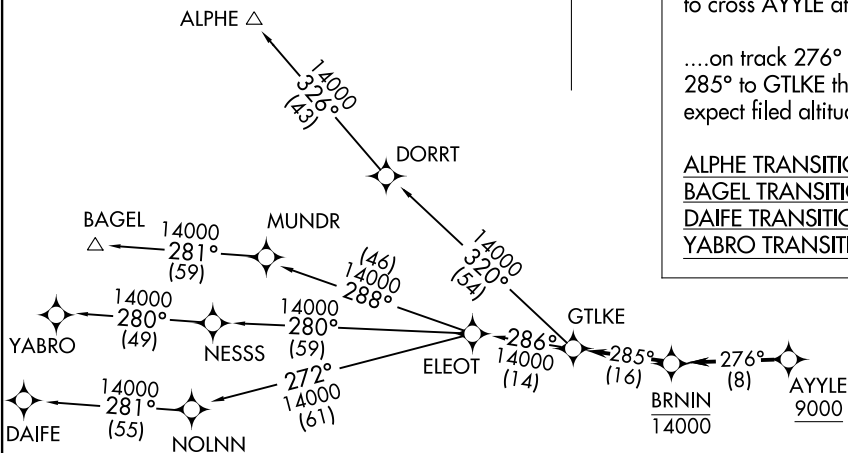 to cross AYYLE at
....on track 276°
285° to GTLKE th
expect filed altitud
ALPHE TRANSITIO
BAGEL TRANSITIO
DAIFE TRANSITIO
YABRO TRANSITI
ALPHE
14000
326°
(43)
DORRT
14000
320°
(54)
BAGEL
14000
281°
(59)
MUNDR
(46)
14000
288°
YABRO
14000
280°
(49)
NESSS
14000
280°
(59)
ELEOT
286°
14000
(14)
GTLKE
285°
(16)
BRNIN
14000
276°
(8)
AYYLE
9000
DAIFE
14000
281°
(55)
NOLNN
272°
14000
(61)